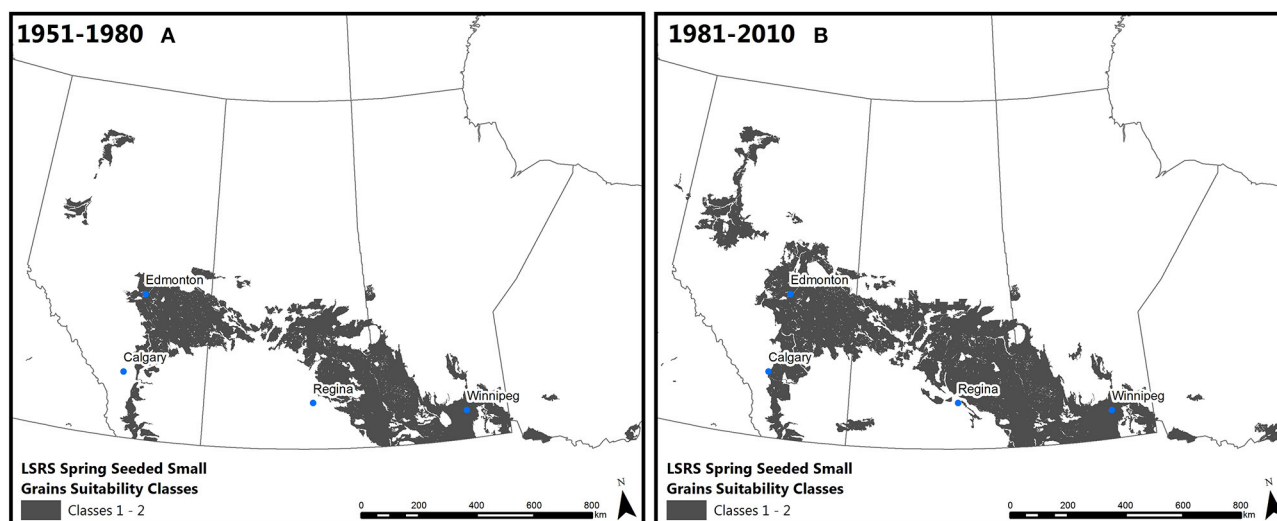 1951-1980 A
Edmonton
Calgary
Regina
Winnipeg
LSRS Spring Seeded Small
Grains Suitability Classes
Classes 1 - 2
0 200 400 600 800
km
N
1981-2010 B
Edmonton
Calgary
Regina
Winnipeg
LSRS Spring Seeded Small
Grains Suitability Classes
Classes 1 - 2
0 200 400 600 800
km
N